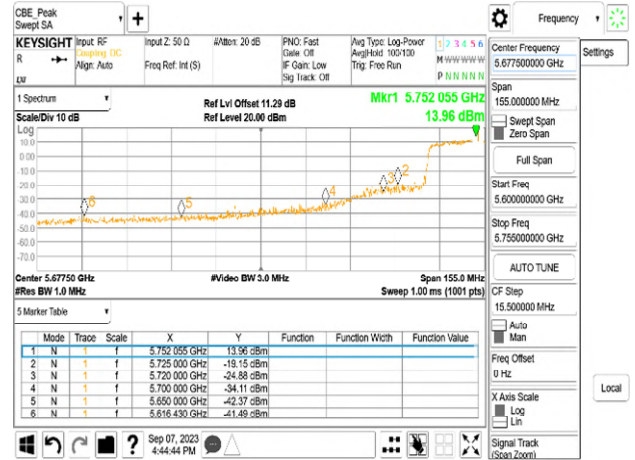 CBE_Peak
Swept SA
Frequency
KEYSIGHT
R
LXI
Input: RF
Coupling: DC
Align: Auto
Input Z: 50 Ω
Freq Ref: Int (S)
#Atten: 20 dB
PNO: Fast
Gate: Off
IF Gain: Low
Sig Track: Off
Avg Type: Log-Power
Avg|Hold: 100/100
Trig: Free Run
1 2 3 4 5 6
M W W W W W
P N N N N N
1 Spectrum
Scale/Div 10 dB
Ref Lvl Offset 11.29 dB
Ref Level 20.00 dBm
Mkr1 5.752 055 GHz
13.96 dBm
Log
10.0
0.00
-10.0
-20.0
-30.0
-40.0
-50.0
-60.0
-70.0
6
5
4
3
2
Center 5.67750 GHz
#Res BW 1.0 MHz
#Video BW 3.0 MHz
Span 155.0 MHz
Sweep 1.00 ms (1001 pts)
5 Marker Table
Mode Trace Scale X Y Function Function Width Function Value
1 N 1 f 5.752 055 GHz 13.96 dBm
2 N 1 f 5.725 000 GHz -19.15 dBm
3 N 1 f 5.720 000 GHz -24.88 dBm
4 N 1 f 5.700 000 GHz -34.11 dBm
5 N 1 f 5.650 000 GHz -42.37 dBm
6 N 1 f 5.616 430 GHz -41.49 dBm
Sep 07, 2023
4:44:44 PM
Center Frequency
5.677500000 GHz
Span
155.000000 MHz
Swept Span
Zero Span
Full Span
Start Freq
5.600000000 GHz
Stop Freq
5.755000000 GHz
AUTO TUNE
CF Step
15.500000 MHz
Auto
Man
Freq Offset
0 Hz
X Axis Scale
Log
Lin
Signal Track
(Span Zoom)
Settings
Local